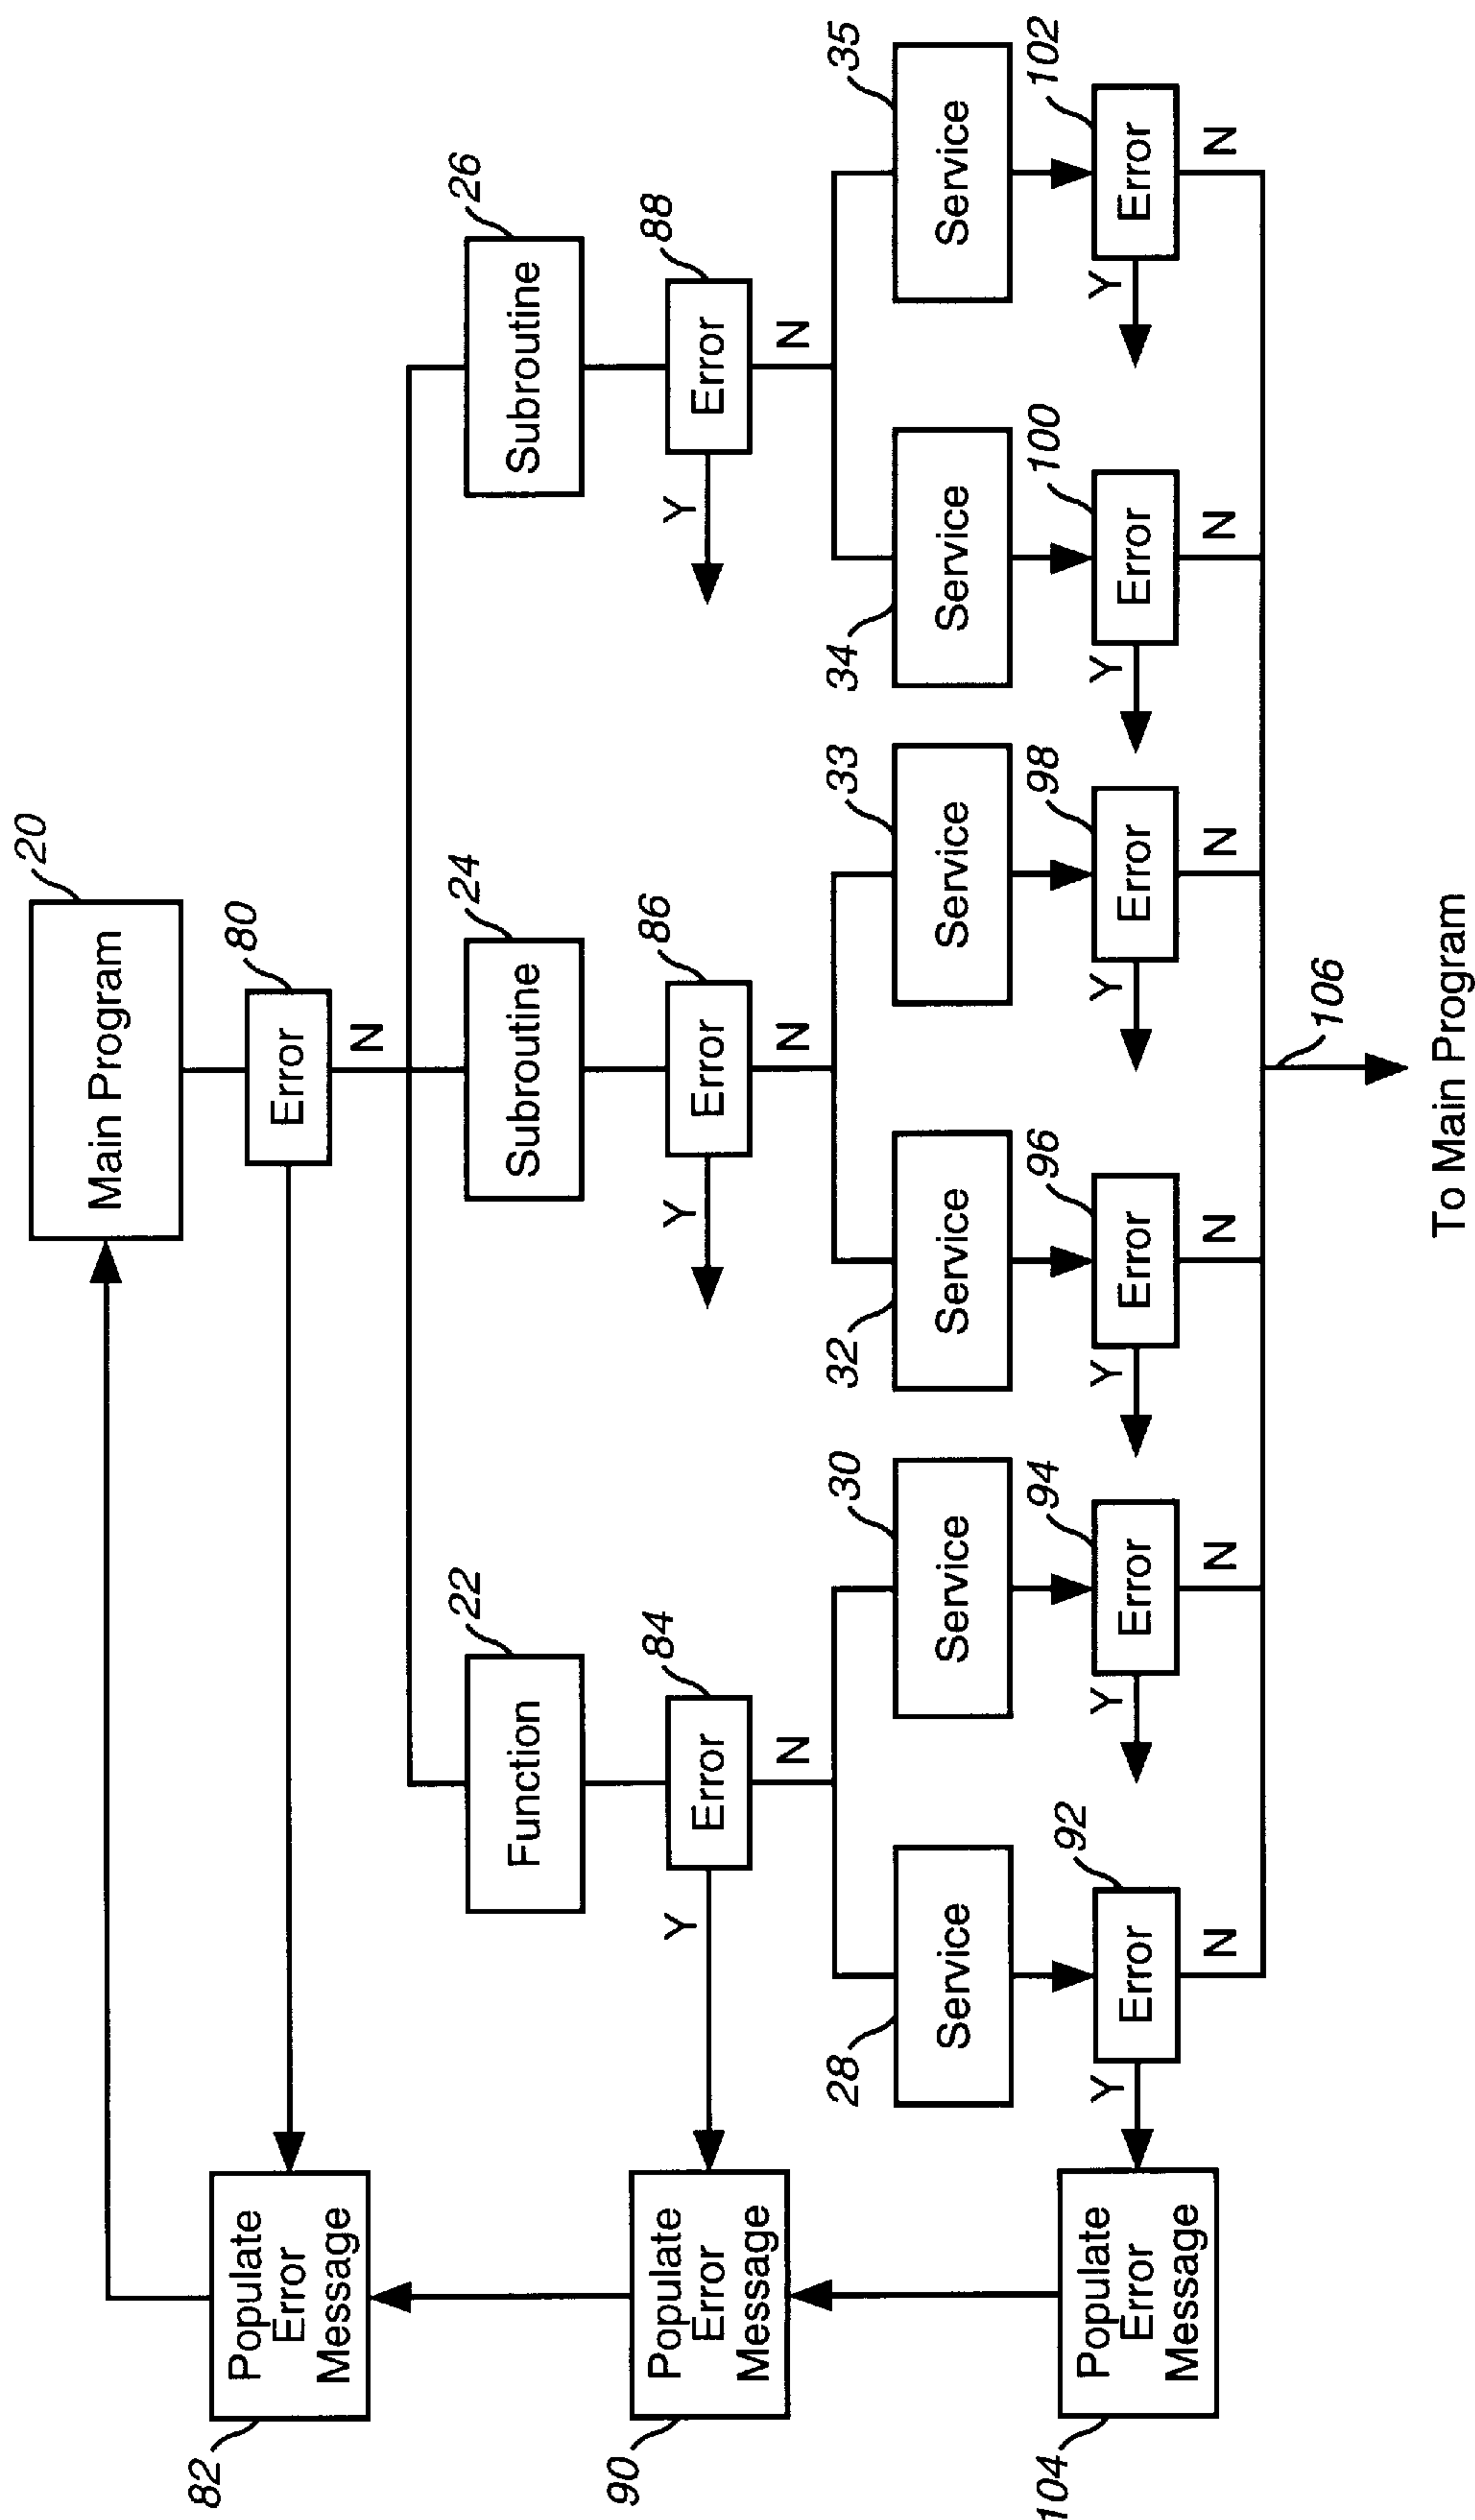 20
Main Program
80
Error
N
82
Populate
Error
Message
22
Function
24
Subroutine
26
Subroutine
84
Error
Y
N
86
Error
Y
N
88
Error
Y
N
90
Populate
Error
Message
28
Service
30
Service
32
Service
33
Service
34
Service
35
Service
92
Error
Y
N
94
Error
Y
N
96
Error
Y
N
98
Error
Y
N
100
Error
Y
N
102
Error
Y
N
104
Populate
Error
Message
106
To Main Program